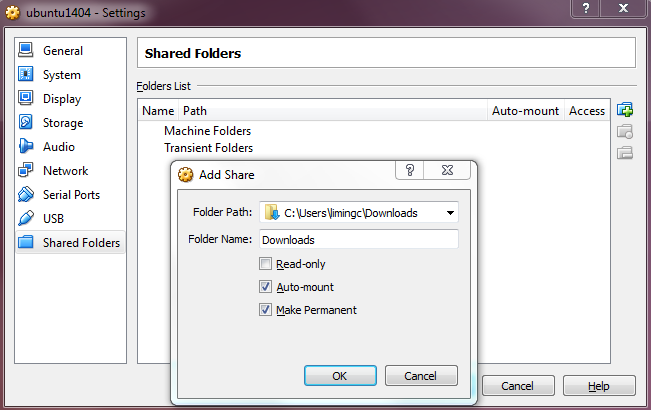 ubuntu1404 - Settings
General
System
Display
Storage
Audio
Network
Serial Ports
USB
Shared Folders
Shared Folders
Folders List
Name Path Auto-mount Access
Machine Folders
Transient Folders
Add Share
Folder Path: C:\Users\limingc\Downloads
Folder Name: Downloads
Read-only
Auto-mount
Make Permanent
OK Cancel
Cancel Help